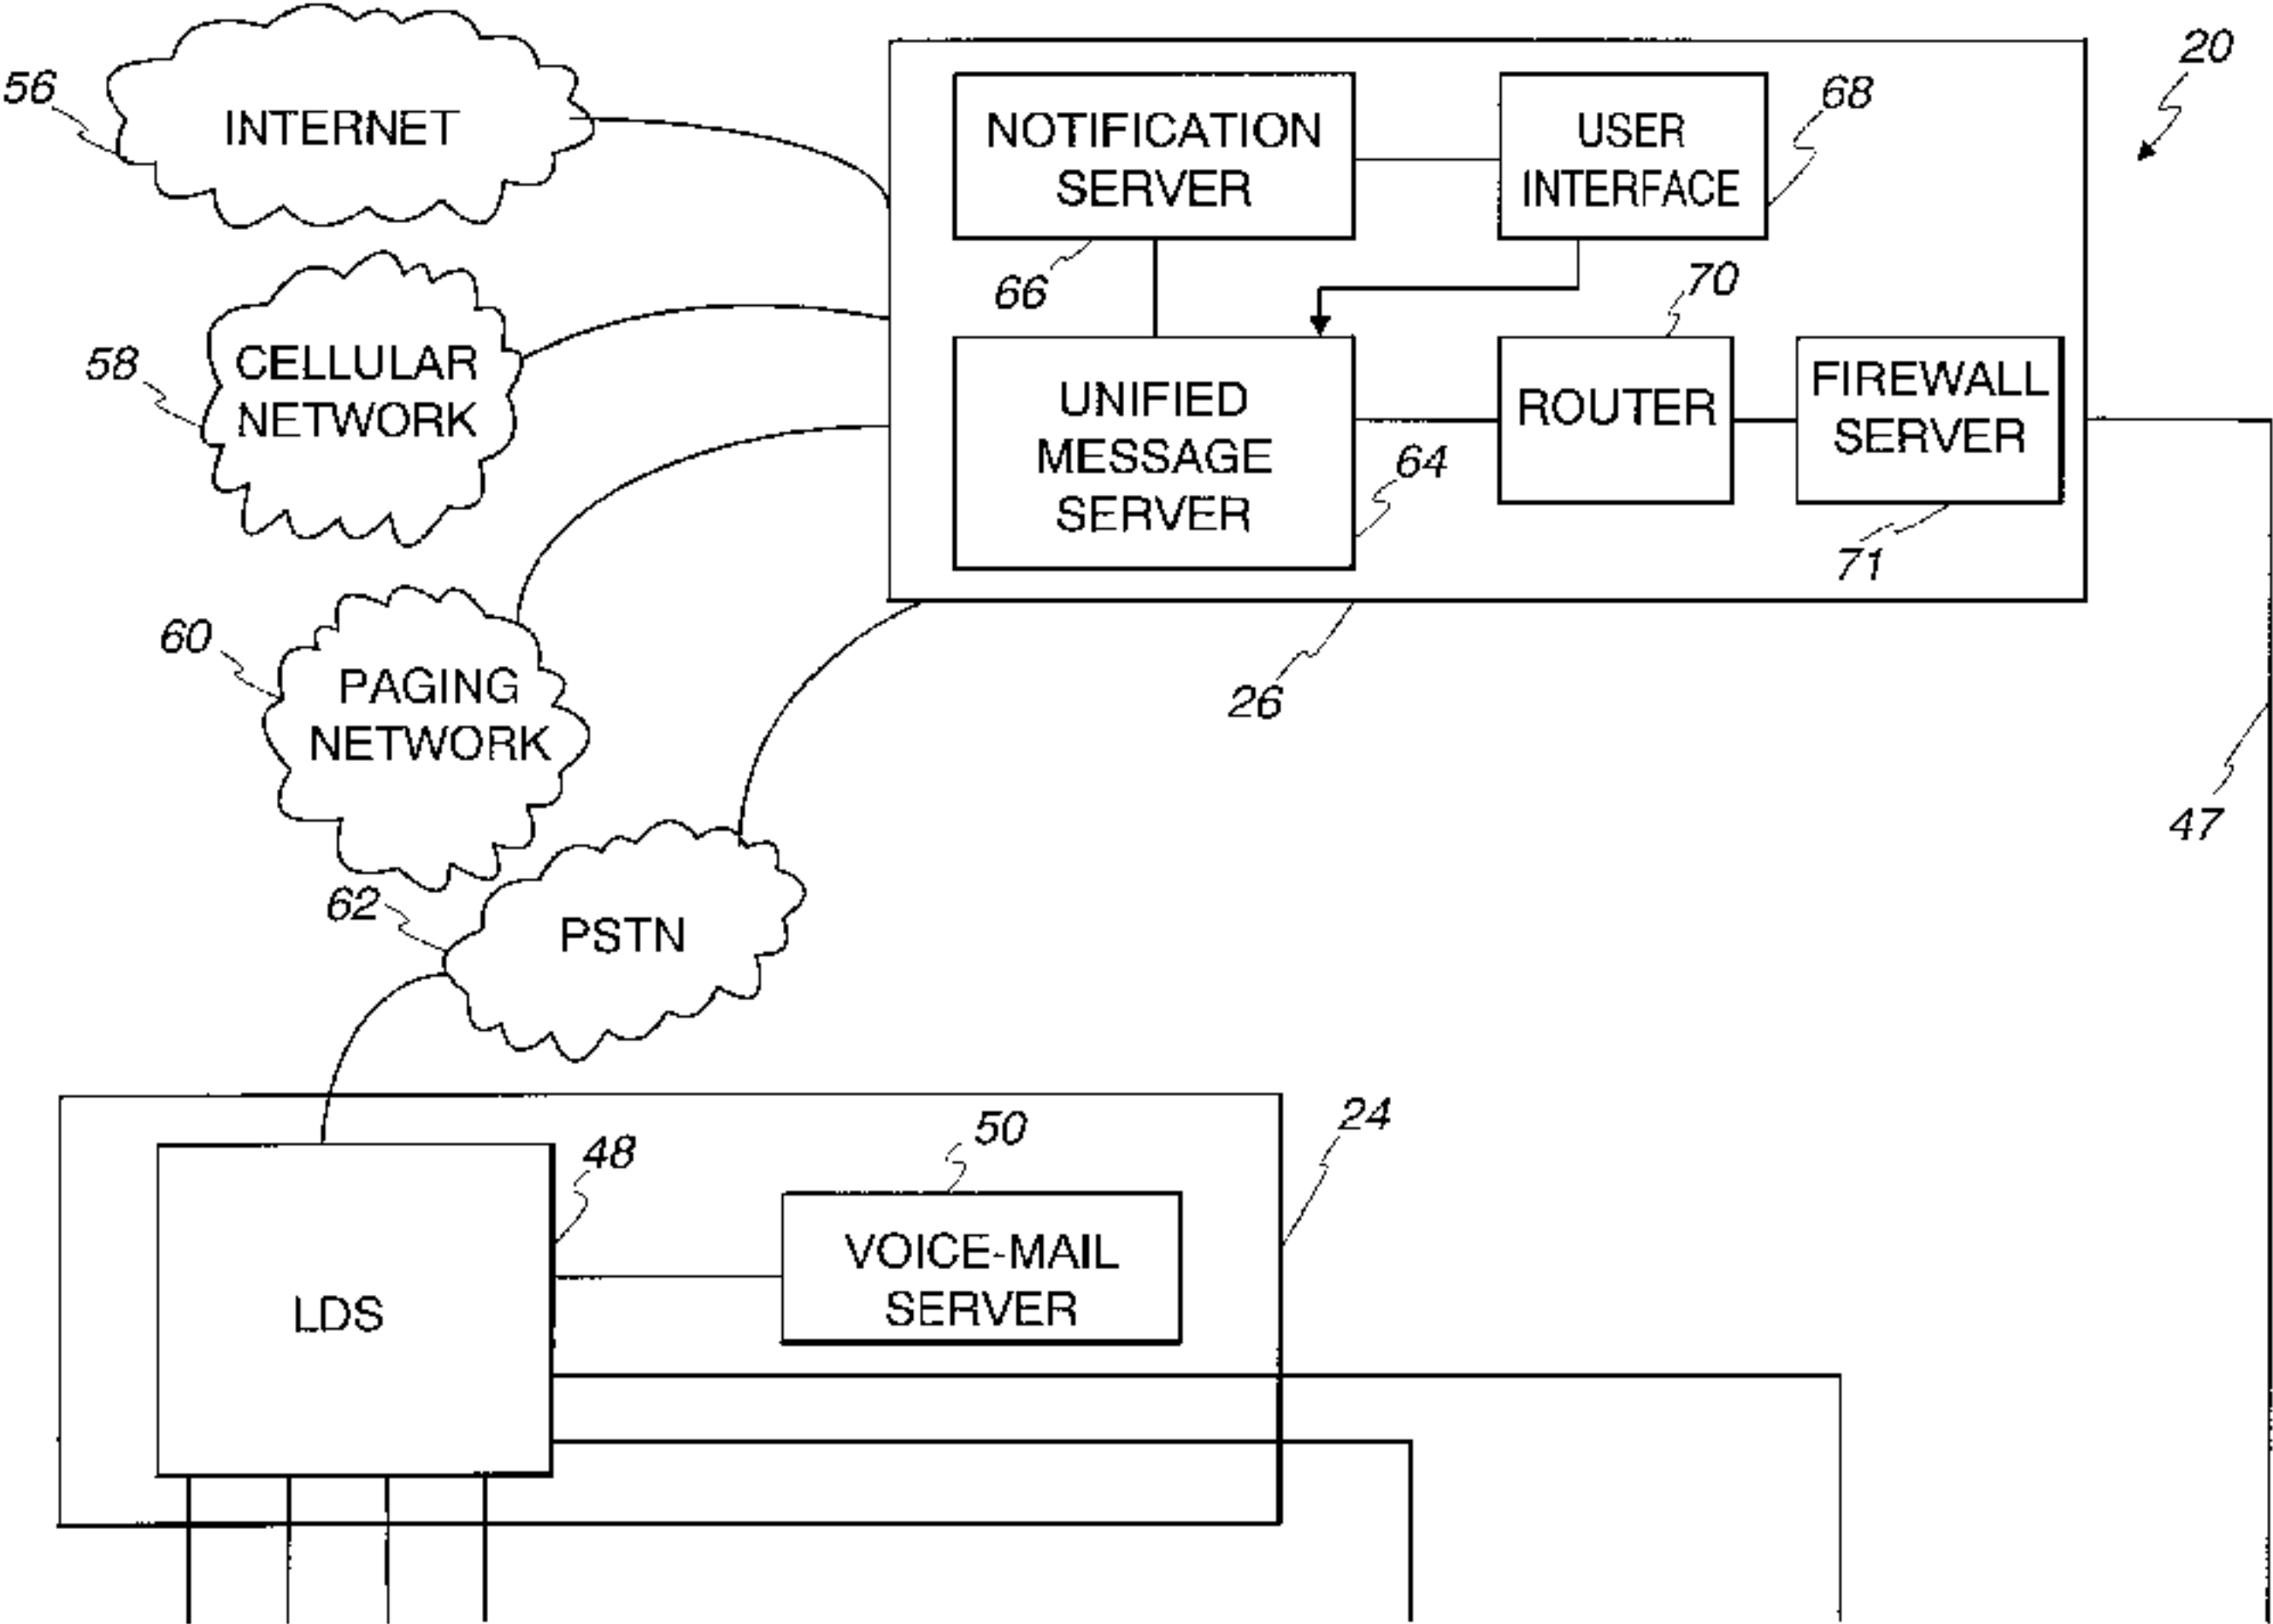 20
56
INTERNET
NOTIFICATION
SERVER
66
USER
INTERFACE
68
58
CELLULAR
NETWORK
UNIFIED
MESSAGE
SERVER
64
70
ROUTER
FIREWALL
SERVER
71
60
PAGING
NETWORK
26
47
62
PSTN
24
48
LDS
50
VOICE-MAIL
SERVER